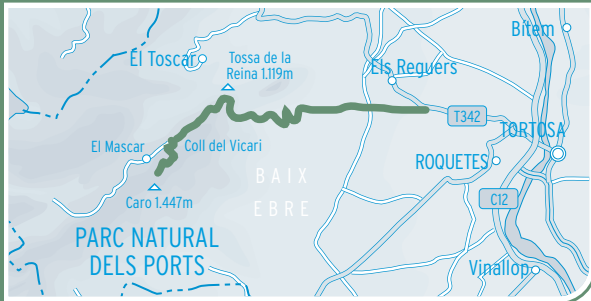 Bítem
El Toscar
Tossa de la
Reina 1.119m
Els Reguers
T342
TORTOSA
El Mascar
Coll del Vicari
ROQUETES
BAIX
EBRE
Caro 1.447m
C12
PARC NATURAL
DELS PORTS
Vinallop